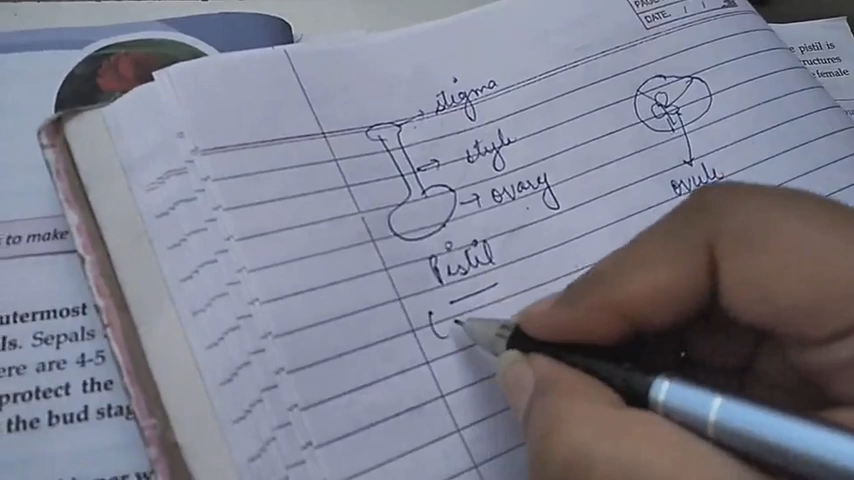 PAGE
DATE / /
stigma
style
ovary
ovule
Pistil
(
pistil is
ructures
female
to make
utermost
ls. Sepals
ere are 4-5
protect the
the bud stag